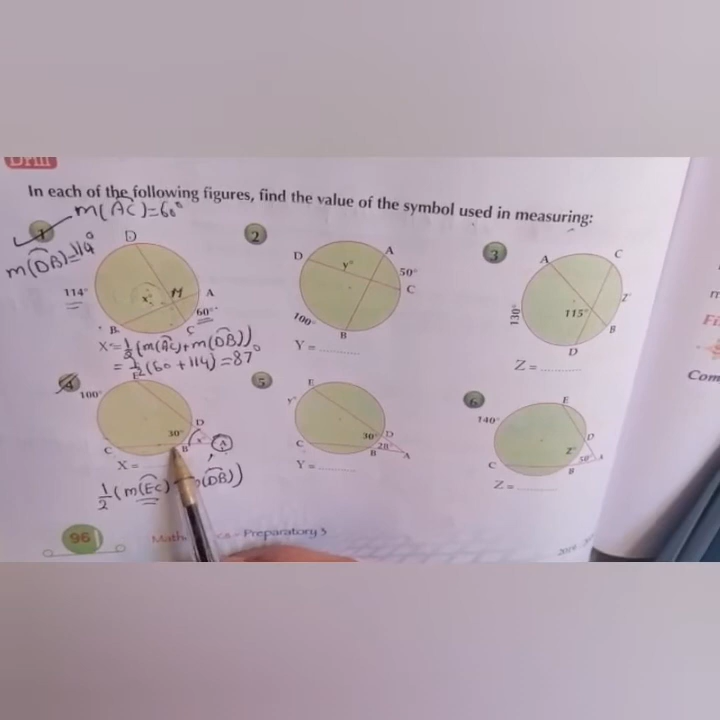 Drill
In each of the following figures, find the value of the symbol used in measuring:
m(AC)=60°
m(DB)=114°
1
D
114°
x°
M
A
60°
B
C
X=½(m(AC)+m(DB))
=½(60+114)=87°
2
D
A
y°
50°
C
100°
B
Y = ............
3
A
C
Z°
115°
130°
B
D
Z = ............
4
E
100°
D
30°
C
B
A
X =
½(m(EC) (DB))
5
E
y°
D
30°
28°
C
B
A
Y = ............
6
E
140°
D
Z°
50°
C
B
A
Z = ............
96
Math
Preparatory 3
Com